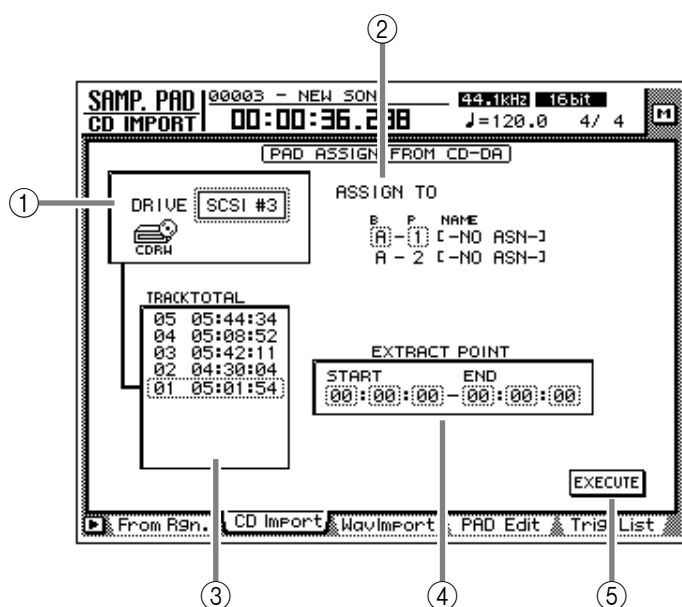 ②
SAMP. PAD 00003 - NEW SON 44.1kHz 16bit
CD IMPORT 00:00:36.298 ♩=120.0 4/ 4 M
PAD ASSIGN FROM CD-DA
①
DRIVE SCSI #3
CDRW
ASSIGN TO
B P NAME
A - 1 [-NO ASN-]
A - 2 [-NO ASN-]
TRACK TOTAL
05 05:44:34
04 05:08:52
03 05:42:11
02 04:30:04
01 05:01:54
EXTRACT POINT
START END
00:00:00-00:00:00
EXECUTE
From Rgn. CD Import WavImport PAD Edit Trig List
③ ④ ⑤